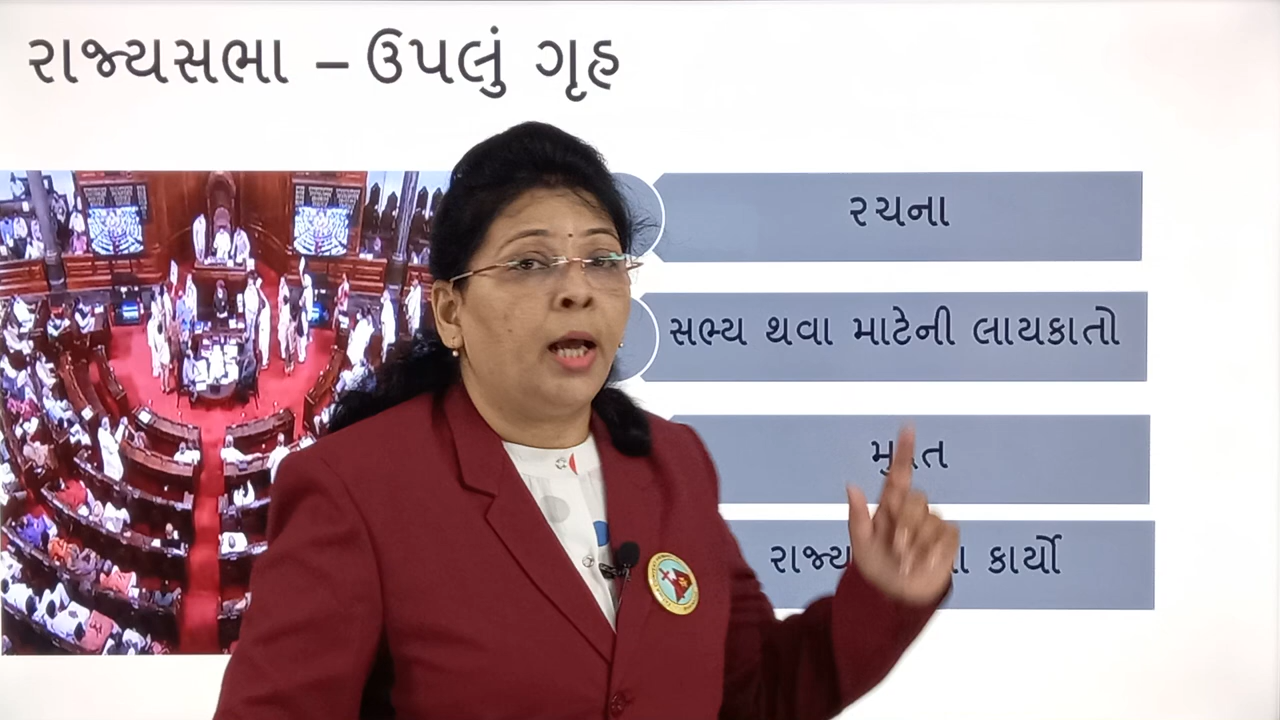 રાજ્યસભા – ઉપલું ગૃહ
રચના
સભ્ય થવા માટેની લાયકાતો
કાર્યો